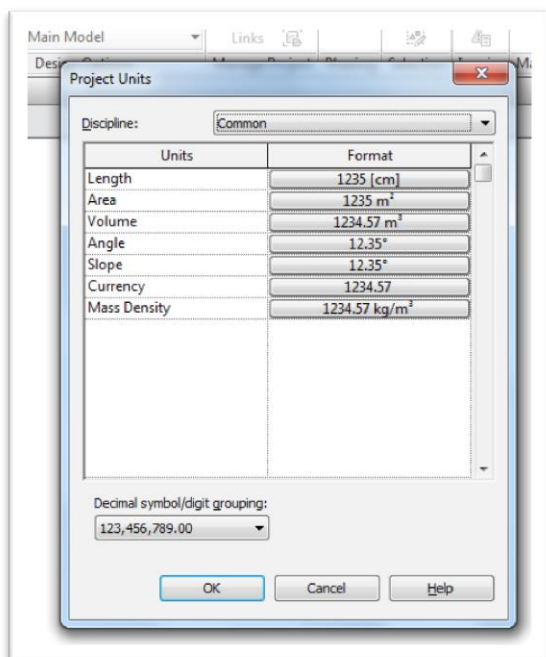 Main Model Links
Project Units
Discipline: Common
Units Format
Length 1235 [cm]
Area 1235 m²
Volume 1234.57 m³
Angle 12.35°
Slope 12.35°
Currency 1234.57
Mass Density 1234.57 kg/m³
Decimal symbol/digit grouping:
123,456,789.00
OK Cancel Help